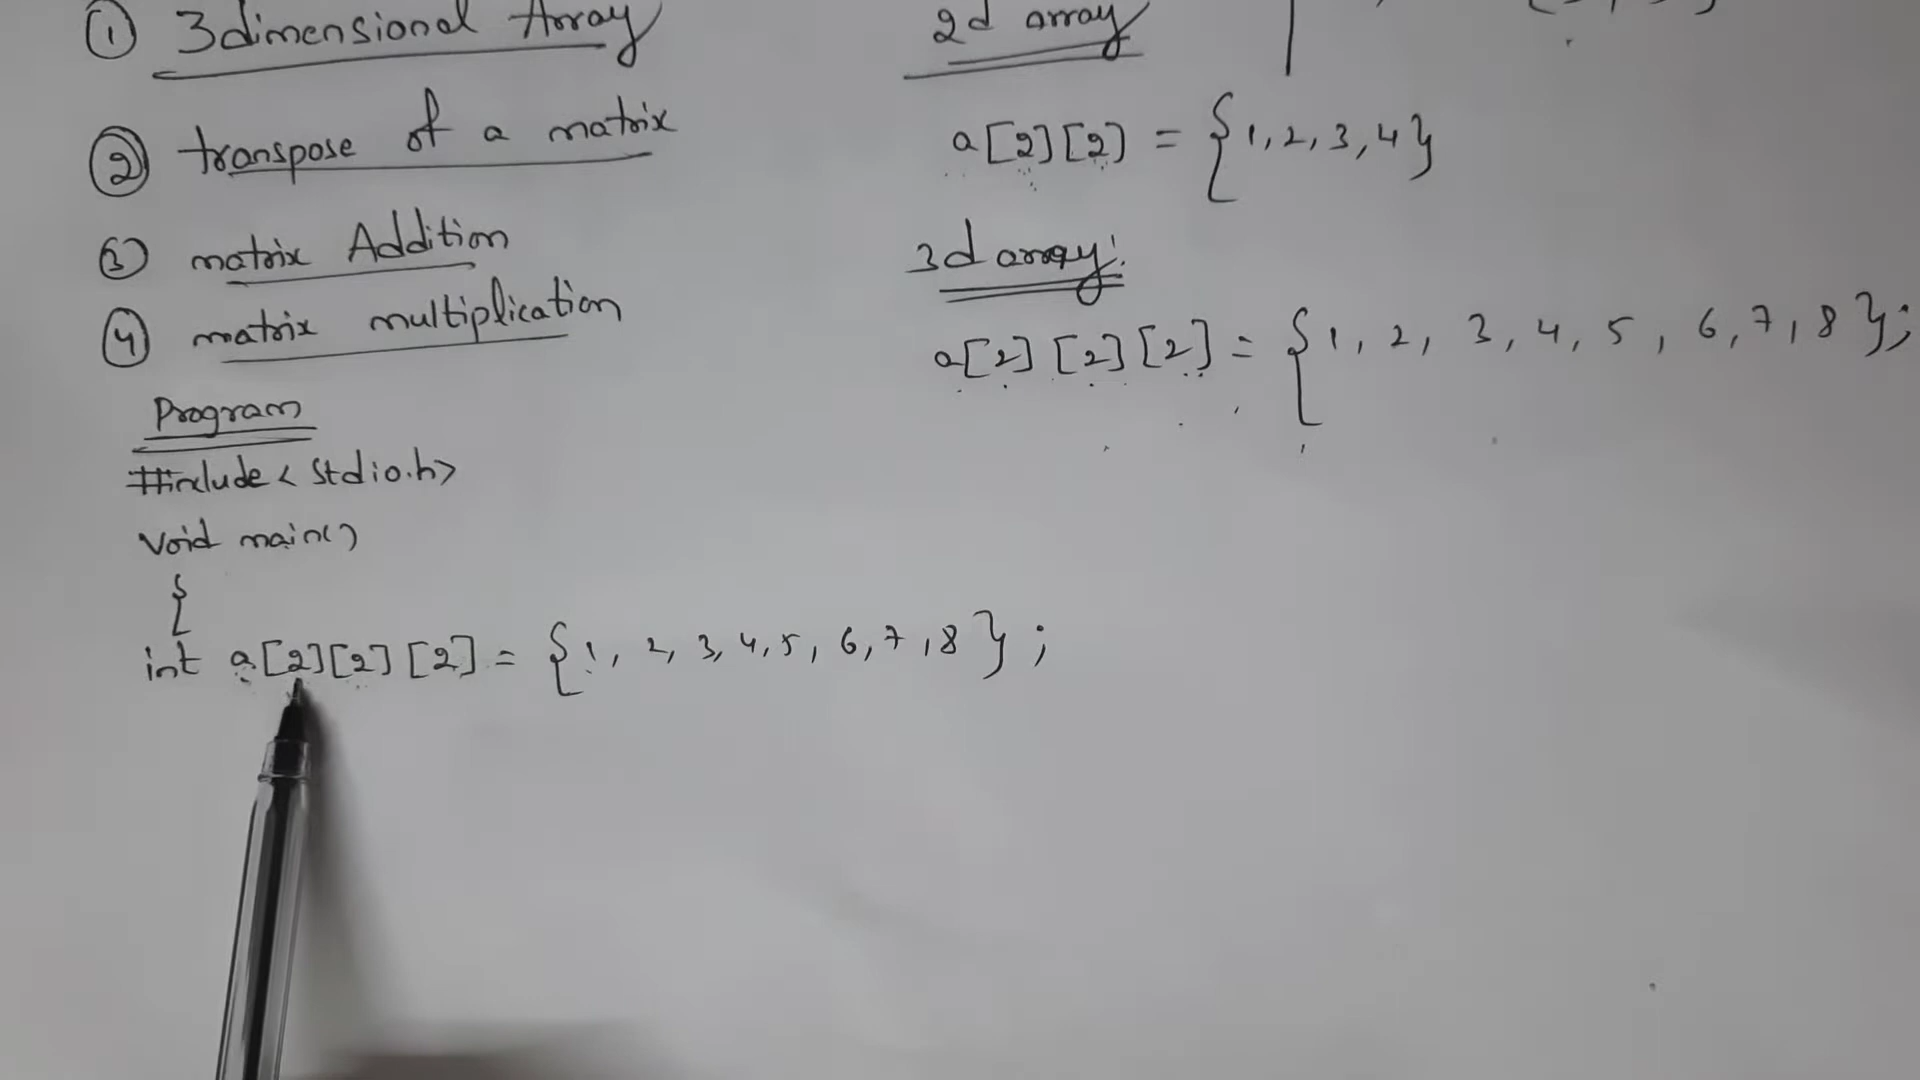 ① 3dimensional Array
② transpose of a matrix
③ matrix Addition
④ matrix multiplication
Program
#include < stdio.h>
void main()
{
int a[2][2][2] = {1, 2, 3, 4, 5, 6, 7, 8};
2d array
a[2][2] = {1, 2, 3, 4}
3d array:
a[2][2][2] = {1, 2, 3, 4, 5, 6, 7, 8};